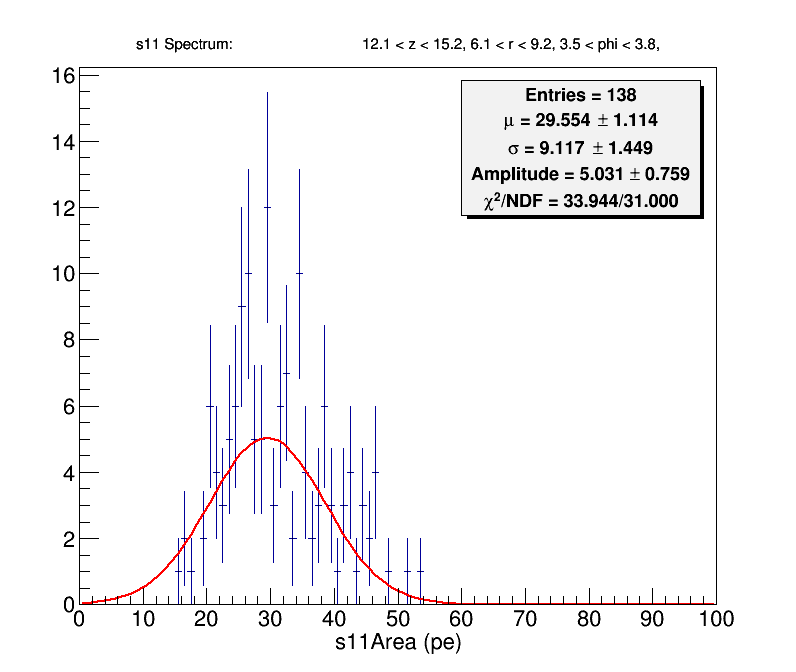 s11 Spectrum: 12.1 < z < 15.2, 6.1 < r < 9.2, 3.5 < phi < 3.8,
Entries = 138
μ = 29.554 ± 1.114
σ = 9.117 ± 1.449
Amplitude = 5.031 ± 0.759
χ²/NDF = 33.944/31.000
16
14
12
10
8
6
4
2
0
0 10 20 30 40 50 60 70 80 90 100
s11Area (pe)